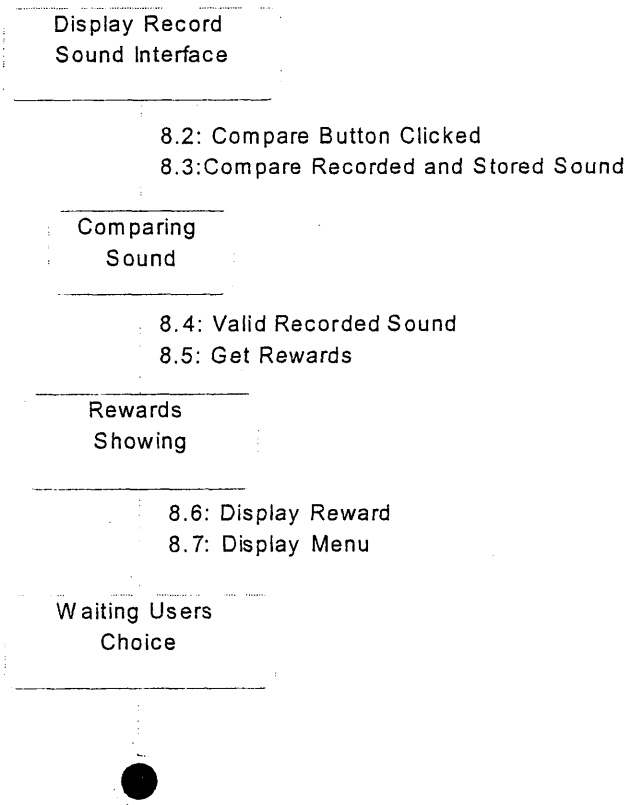 Display Record
Sound Interface
8.2: Compare Button Clicked
8.3:Compare Recorded and Stored Sound
Comparing
Sound
8.4: Valid Recorded Sound
8.5: Get Rewards
Rewards
Showing
8.6: Display Reward
8.7: Display Menu
Waiting Users
Choice